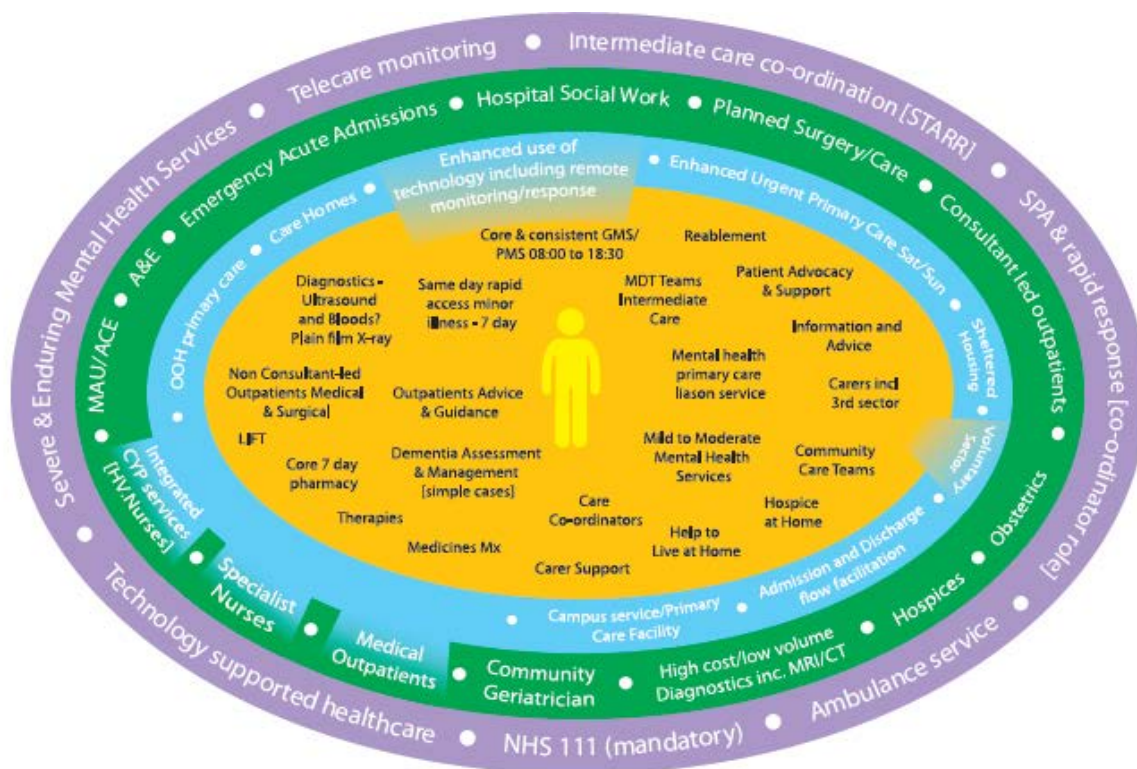 Telecare monitoring
Intermediate care co-ordination [STARR]
SPA & rapid response [co-ordinator role]
Ambulance service
NHS 111 (mandatory)
Technology supported healthcare
Severe & Enduring Mental Health Services
Emergency Acute Admissions
Hospital Social Work
Planned Surgery/Care
Consultant led outpatients
Obstetrics
Hospices
High cost/low volume
Diagnostics inc. MRI/CT
Community
Geriatrician
Medical
Outpatients
Specialist
Nurses
Integrated
CYP services
[HV.Nurses]
MAU/ACE
A&E
Care Homes
Enhanced use of
technology including remote
monitoring/response
Enhanced Urgent Primary Care Sat/Sun
Sheltered
Housing
Voluntary
Sector
Admission and Discharge
flow facilitation
Campus service/Primary
Care Facility
OOH primary care
Core & consistent GMS/
PMS 08:00 to 18:30
Reablement
Diagnostics -
Ultrasound
and Bloods?
Plain film X-ray
Same day rapid
access minor
illness - 7 day
MDT Teams
Intermediate
Care
Patient Advocacy
& Support
Information and
Advice
Non Consultant-led
Outpatients Medical
& Surgical
Outpatients Advice
& Guidance
Mental health
primary care
liason service
Carers incl
3rd sector
LIFT
Core 7 day
pharmacy
Dementia Assessment
& Management
[simple cases]
Mild to Moderate
Mental Health
Services
Community
Care Teams
Therapies
Care
Co-ordinators
Hospice
at Home
Medicines Mx
Help to
Live at Home
Carer Support